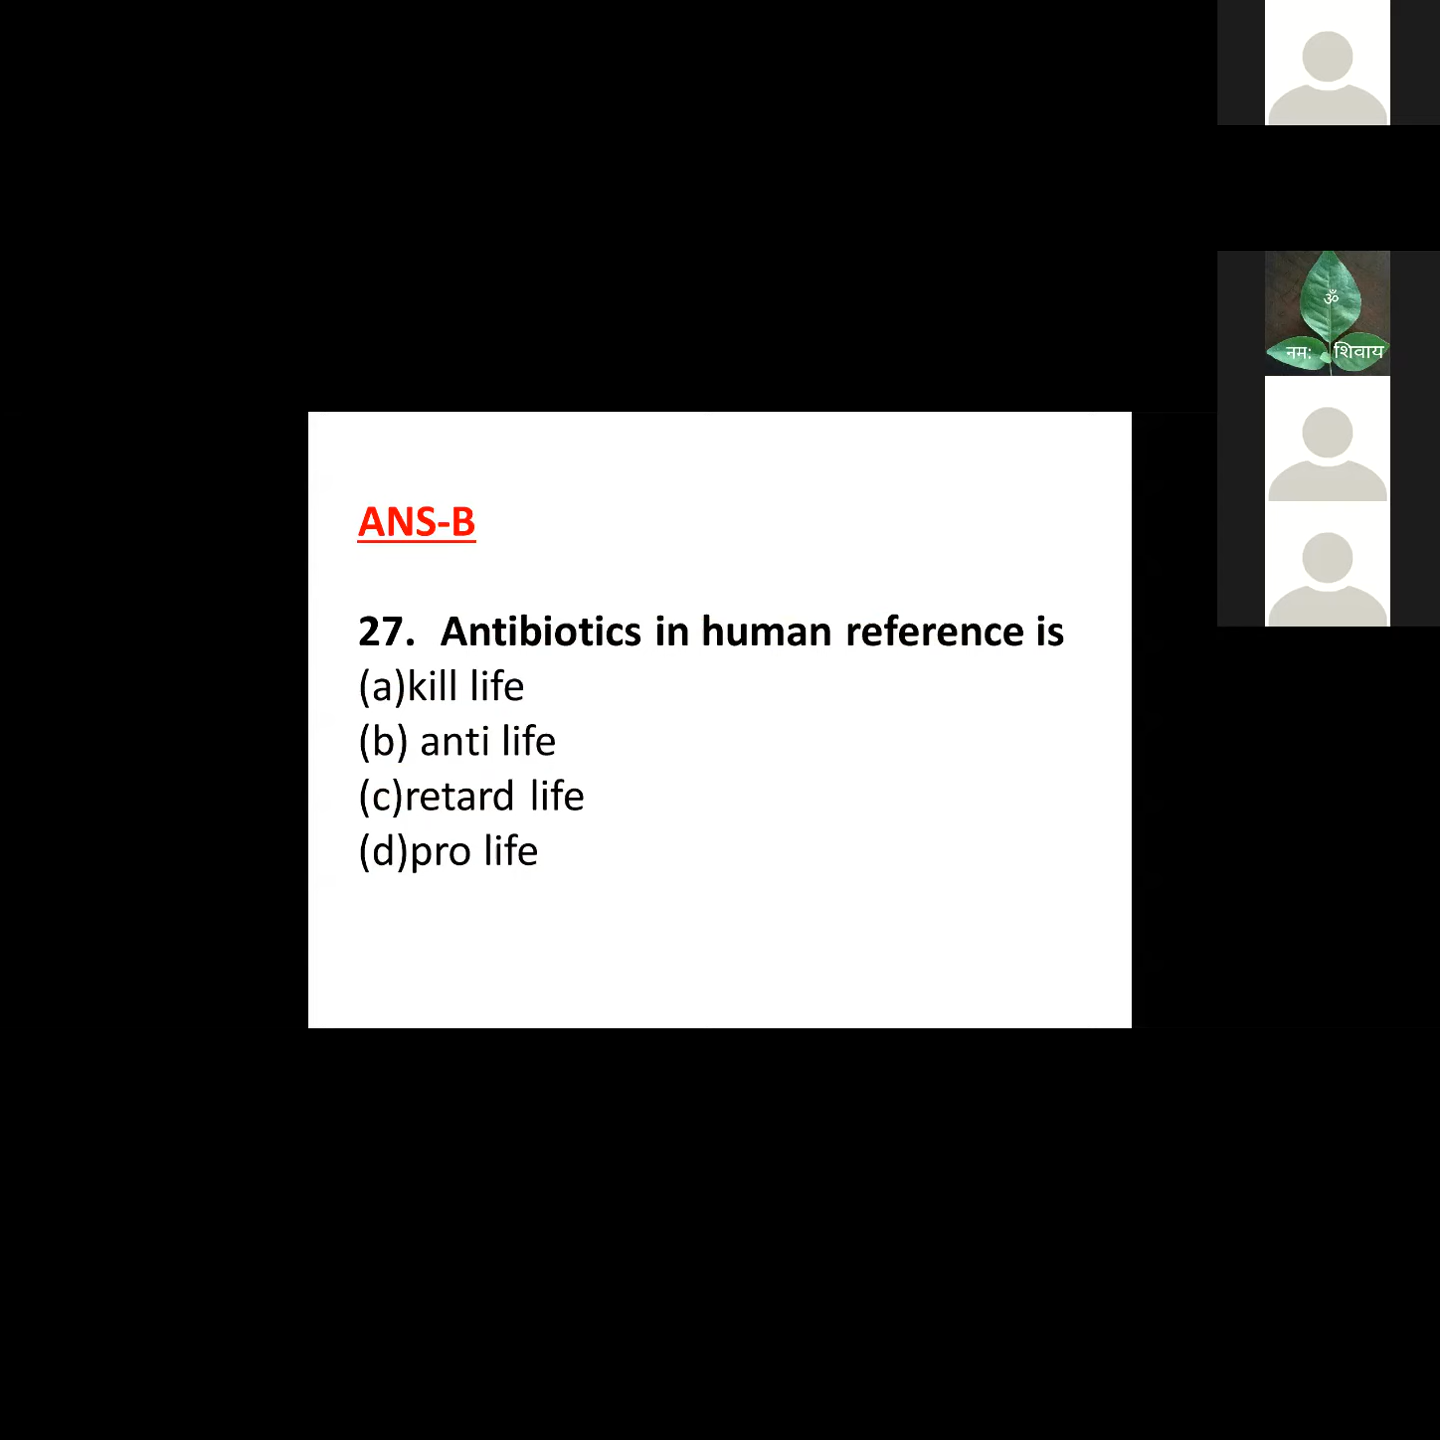 ॐ
नम: शिवाय
ANS-B
27. Antibiotics in human reference is
(a)kill life
(b) anti life
(c)retard life
(d)pro life